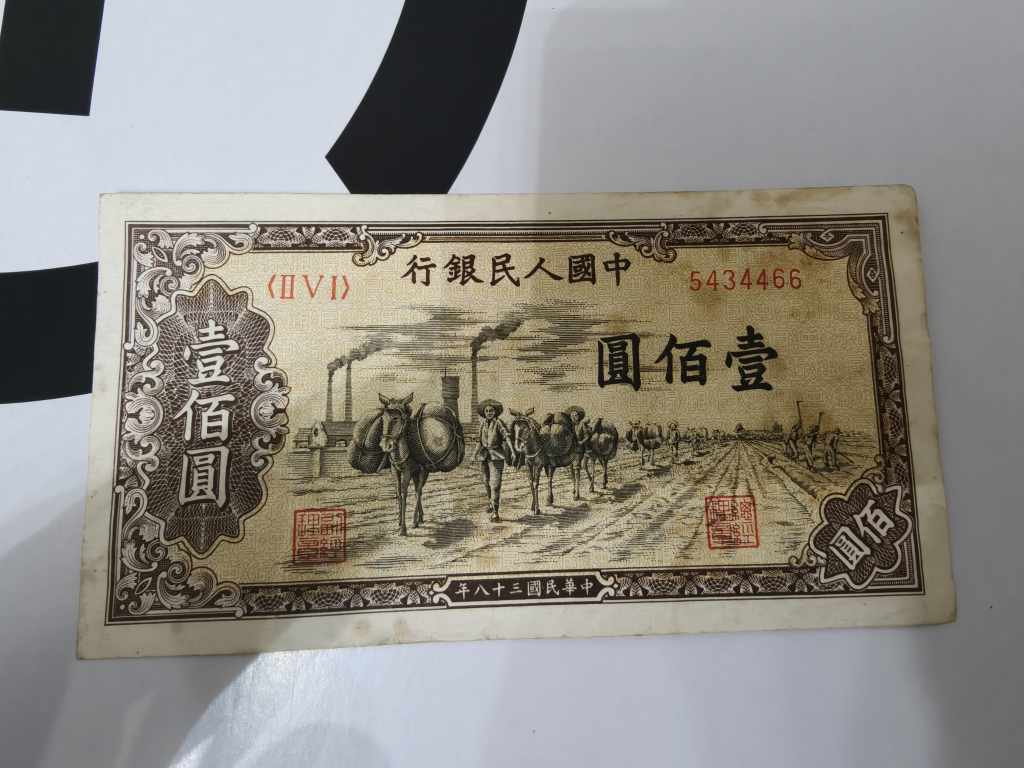 中國人民銀行
〈II V I〉
5434466
壹佰圓
壹佰圓
佰圓
中華民國三十八年